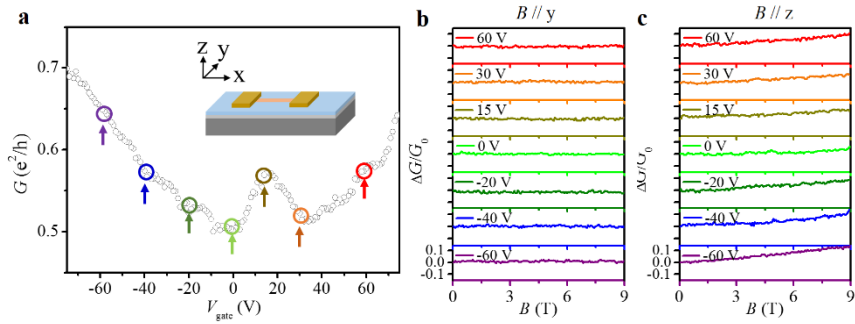 a
z
y
x
G (e²/h)
0.7
0.6
0.5
-60 -40 -20 0 20 40 60
V_gate (V)
b
B // y
ΔG/G₀
60 V
30 V
15 V
0 V
-20 V
-40 V
-60 V
0.1
0.0
-0.1
0 3 6 9
B (T)
c
B // z
ΔG/G₀
60 V
30 V
15 V
0 V
-20 V
-40 V
-60 V
0.1
0.0
-0.1
0 3 6 9
B (T)